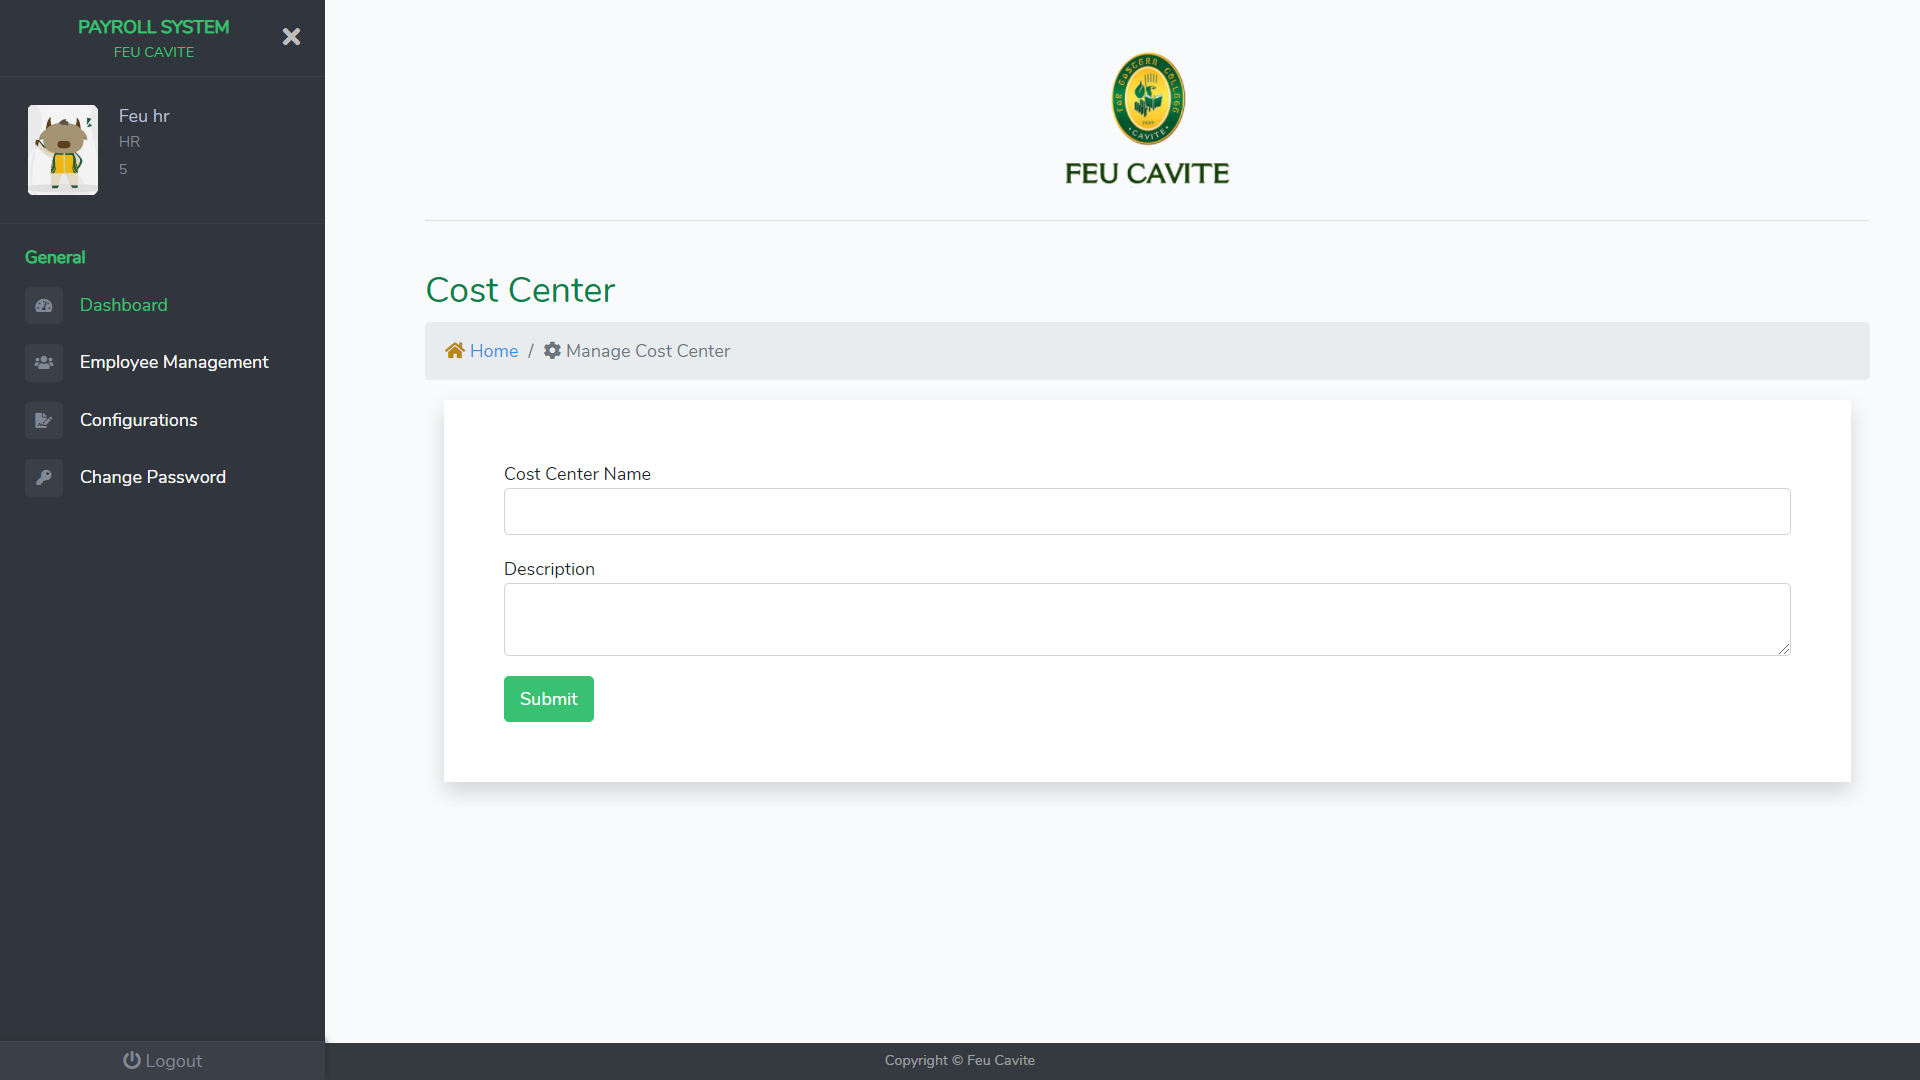 PAYROLL SYSTEM
FEU CAVITE
Feu hr
HR
5
General
Dashboard
Employee Management
Configurations
Change Password
Logout
CAVITE
FEU CAVITE
Cost Center
Home / Manage Cost Center
Cost Center Name
Description
Submit
Copyright © Feu Cavite